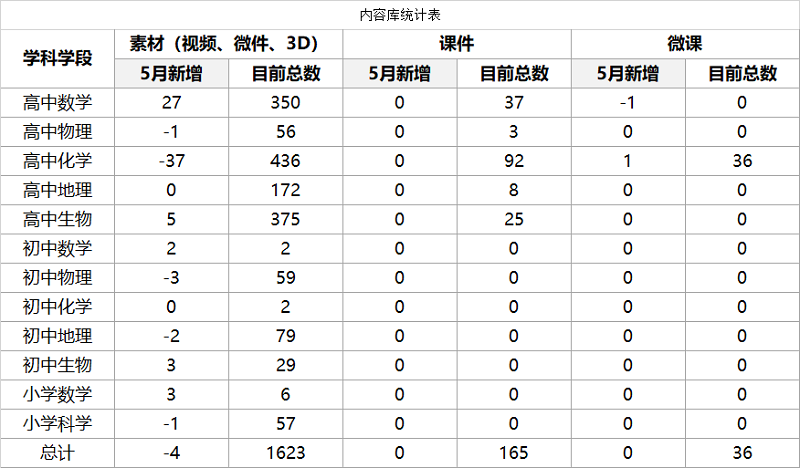 内容库统计表
学科学段 素材（视频、微件、3D） 课件 微课
5月新增 目前总数 5月新增 目前总数 5月新增 目前总数
高中数学 27 350 0 37 -1 0
高中物理 -1 56 0 3 0 0
高中化学 -37 436 0 92 1 36
高中地理 0 172 0 8 0 0
高中生物 5 375 0 25 0 0
初中数学 2 2 0 0 0 0
初中物理 -3 59 0 0 0 0
初中化学 0 2 0 0 0 0
初中地理 -2 79 0 0 0 0
初中生物 3 29 0 0 0 0
小学数学 3 6 0 0 0 0
小学科学 -1 57 0 0 0 0
总计 -4 1623 0 165 0 36